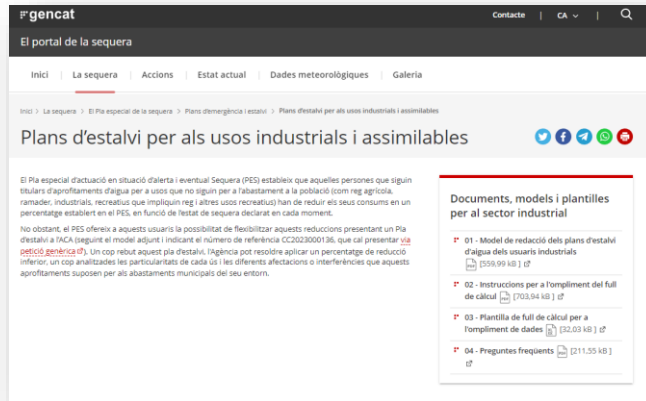 gencat
Contacte | CA |
El portal de la sequera
Inici | La sequera | Accions | Estat actual | Dades meteorològiques | Galeria
Inici > La sequera > El Pla especial de la sequera > Plans d'emergència i estalvi > Plans d'estalvi per als usos industrials i assimilables
Plans d'estalvi per als usos industrials i assimilables
El Pla especial d'actuació en situació d'alerta i eventual Sequera (PES) estableix que aquelles persones que siguin
titulars d'aprofitaments d'aigua per a usos que no siguin per a l'abastament a la població (com reg agrícola,
ramader, industrials, recreatius que impliquin reg i altres usos recreatius) han de reduir els seus consums en un
percentatge establert en el PES, en funció de l'estat de sequera declarat en cada moment.
No obstant, el PES ofereix a aquests usuaris la possibilitat de flexibilitzar aquests reduccions presentant un Pla
d'estalvi a l'ACA (seguint el model adjunt i indicant el número de referència CC2023000136, que cal presentar via
petició genèrica). Un cop rebut aquest pla d'estalvi, l'Agència pot resoldre aplicar un percentatge de reducció
inferior, un cop analitzades les particularitats de cada ús i les diferents afectacions o interferències que aquests
aprofitaments suposen per als abastaments municipals del seu entorn.
Documents, models i plantilles
per al sector industrial
01 - Model de redacció dels plans d'estalvi
d'aigua dels usuaris industrials
[559,99 kB ]
02 - Instruccions per a l'ompliment del full
de càlcul [703,94 kB ]
03 - Plantilla de full de càlcul per a
l'ompliment de dades [32,03 kB ]
04 - Preguntes freqüents [211,55 kB ]